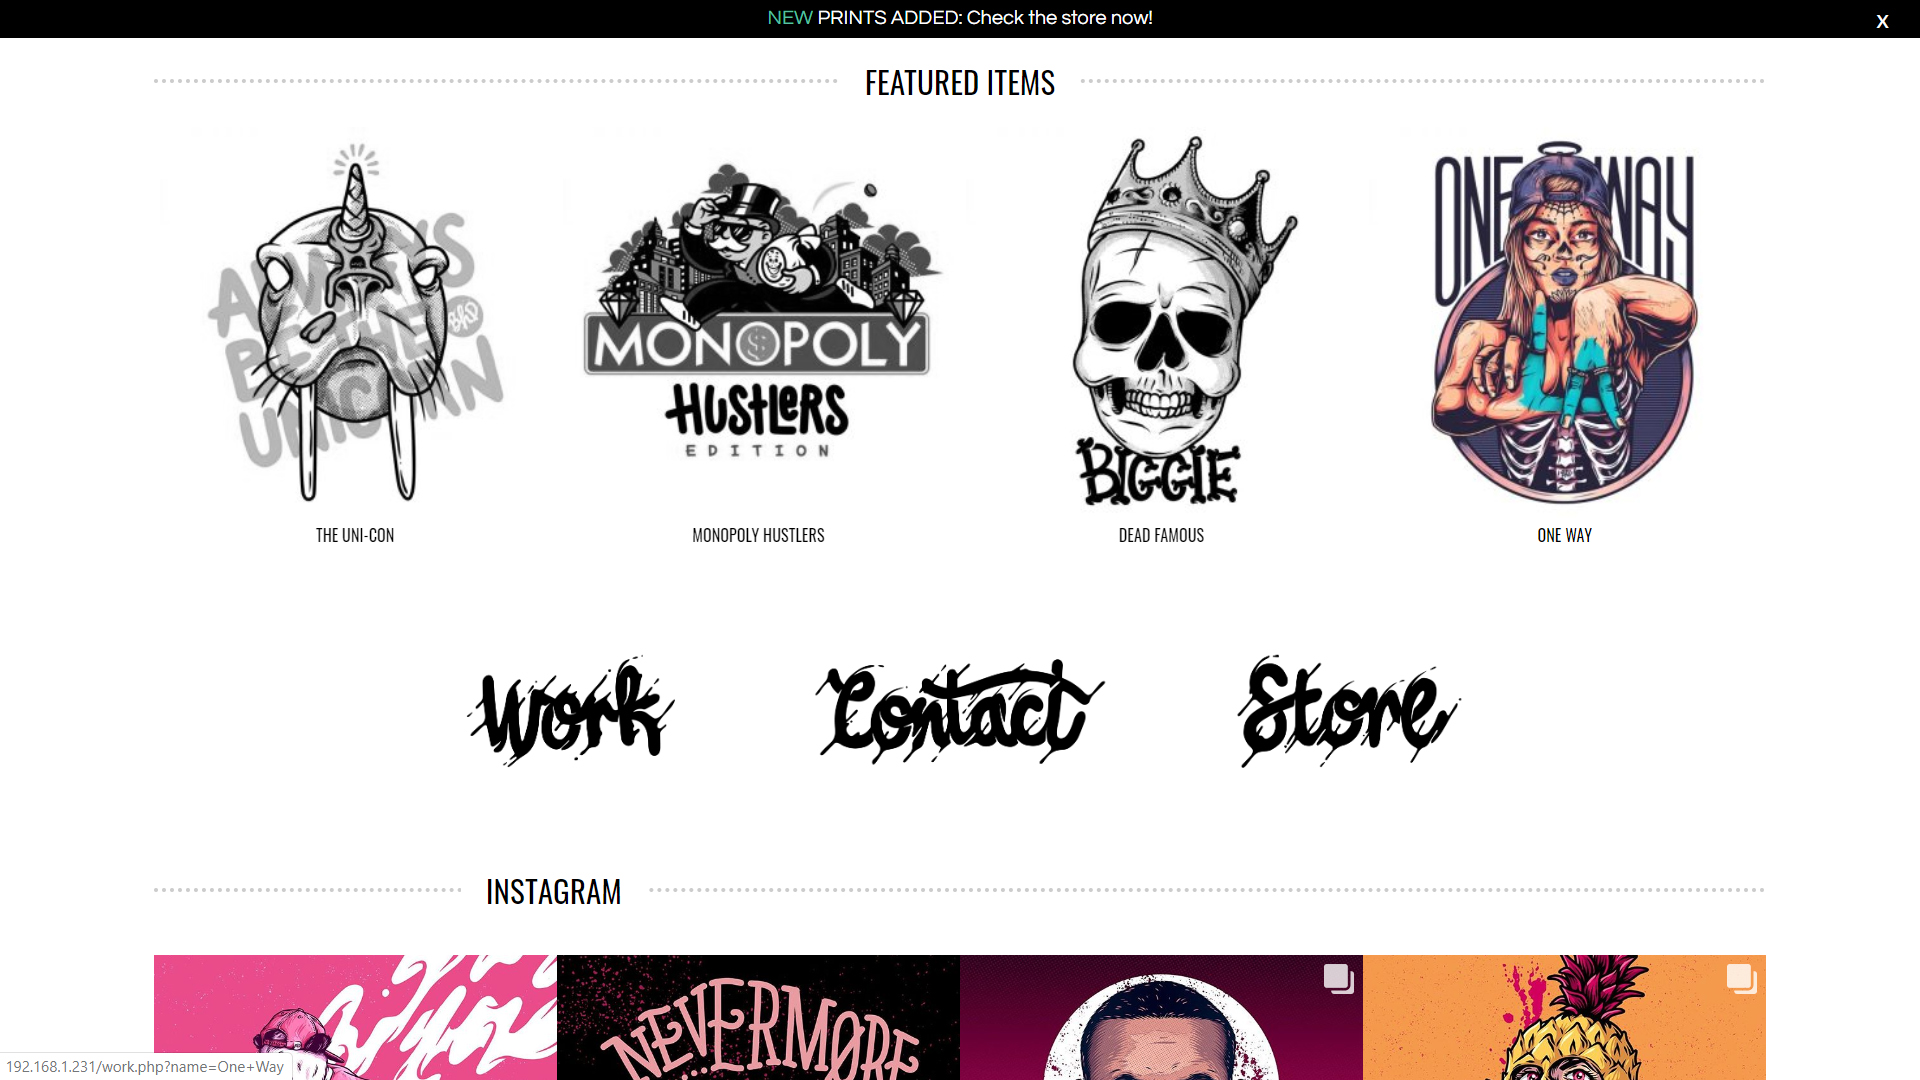 NEW PRINTS ADDED: Check the store now!
X
FEATURED ITEMS
ALWAYS
BE THE
UNICORN
MONOPOLY
HUSTLERS
EDITION
BIGGIE
ONE WAY
THE UNI-CON
MONOPOLY HUSTLERS
DEAD FAMOUS
ONE WAY
Work
Contact
Store
INSTAGRAM
NEVERMORE
192.168.1.231/work.php?name=One+Way